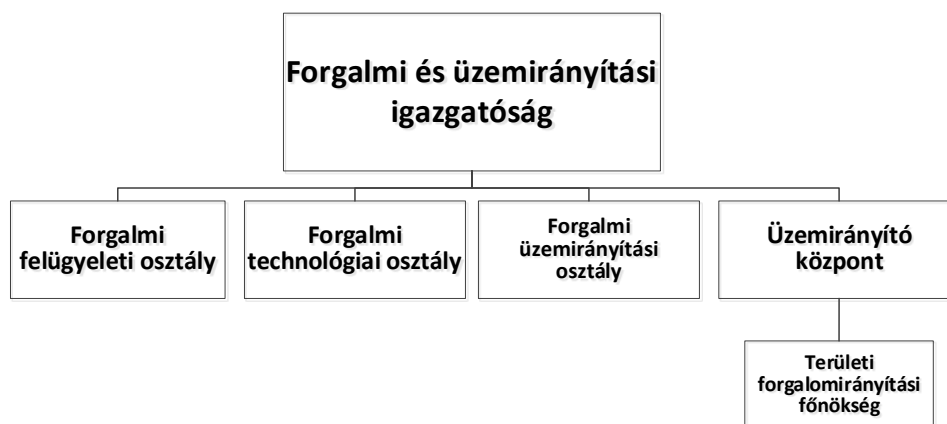 Forgalmi és üzemirányítási
igazgatóság
Forgalmi
felügyeleti osztály
Forgalmi
technológiai osztály
Forgalmi
üzemirányítási
osztály
Üzemirányító
központ
Területi
forgalomirányítási
főnökség